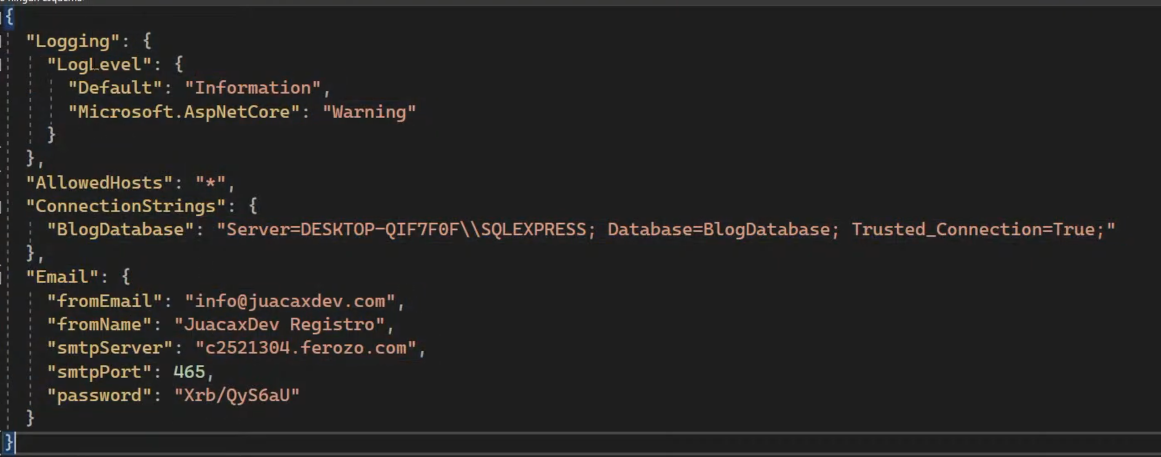 {
"Logging": {
"LogLevel": {
"Default": "Information",
"Microsoft.AspNetCore": "Warning"
}
},
"AllowedHosts": "*",
"ConnectionStrings": {
"BlogDatabase": "Server=DESKTOP-QIF7F0F\\SQLEXPRESS; Database=BlogDatabase; Trusted_Connection=True;"
},
"Email": {
"fromEmail": "info@juacaxdev.com",
"fromName": "JuacaxDev Registro",
"smtpServer": "c2521304.ferozo.com",
"smtpPort": 465,
"password": "Xrb/QyS6aU"
}
}